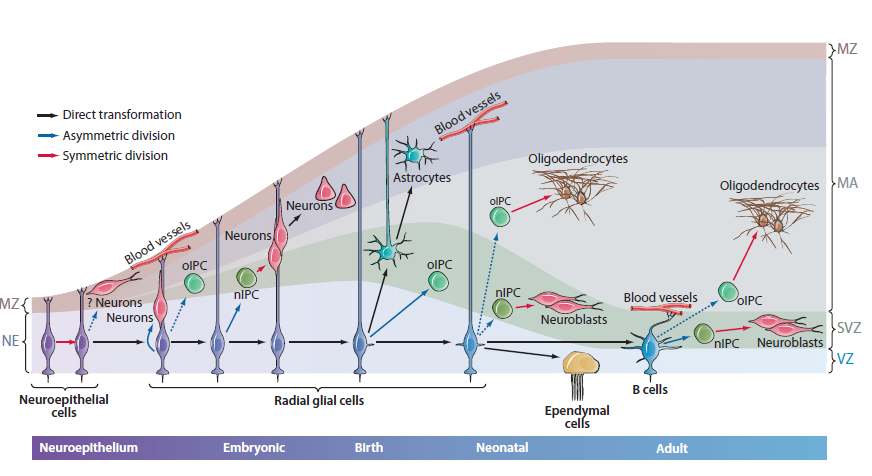 MZ
Direct transformation
Asymmetric division
Symmetric division
Blood vessels
Oligodendrocytes
Astrocytes
Oligodendrocytes
MA
Neurons
oIPC
Blood vessels
Neurons
oIPC
oIPC
nIPC
nIPC
MZ
? Neurons
Neurons
Blood vessels
oIPC
Neuroblasts
SVZ
NE
nIPC
Neuroblasts
VZ
Neuroepithelial
cells
Radial glial cells
Ependymal
cells
B cells
Neuroepithelium
Embryonic
Birth
Neonatal
Adult